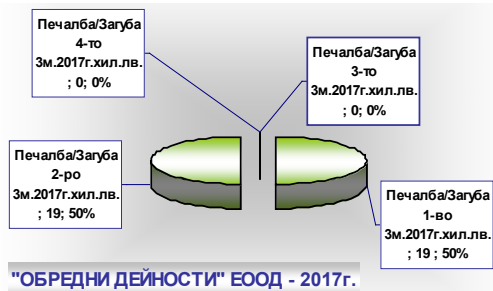 Печалба/Загуба
4-то
3м.2017г.хил.лв.
; 0; 0%
Печалба/Загуба
3-то
3м.2017г.хил.лв.
; 0; 0%
Печалба/Загуба
2-ро
3м.2017г.хил.лв.
; 19; 50%
Печалба/Загуба
1-во
3м.2017г.хил.лв.
; 19 ; 50%
"ОБРЕДНИ ДЕЙНОСТИ" ЕООД - 2017г.